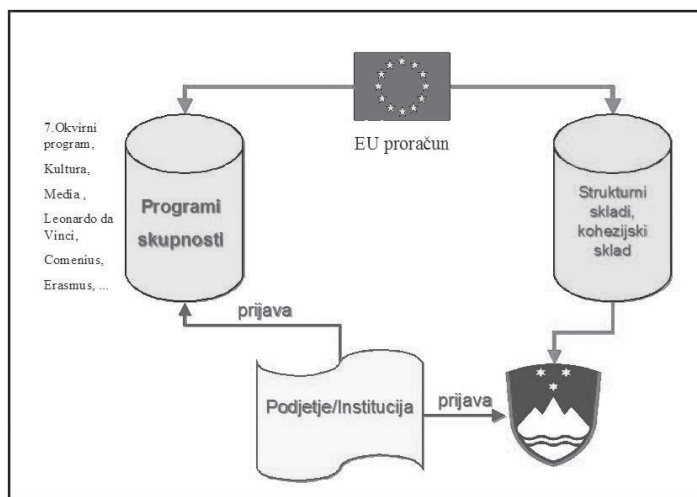 EU proračun
7.Okvirni
program,
Kultura,
Media ,
Leonardo da
Vinci,
Comenius,
Erasmus, ...
Programi
skupnosti
Strukturni
skladi,
kohezijski
sklad
prijava
Podjetje/Institucija
prijava